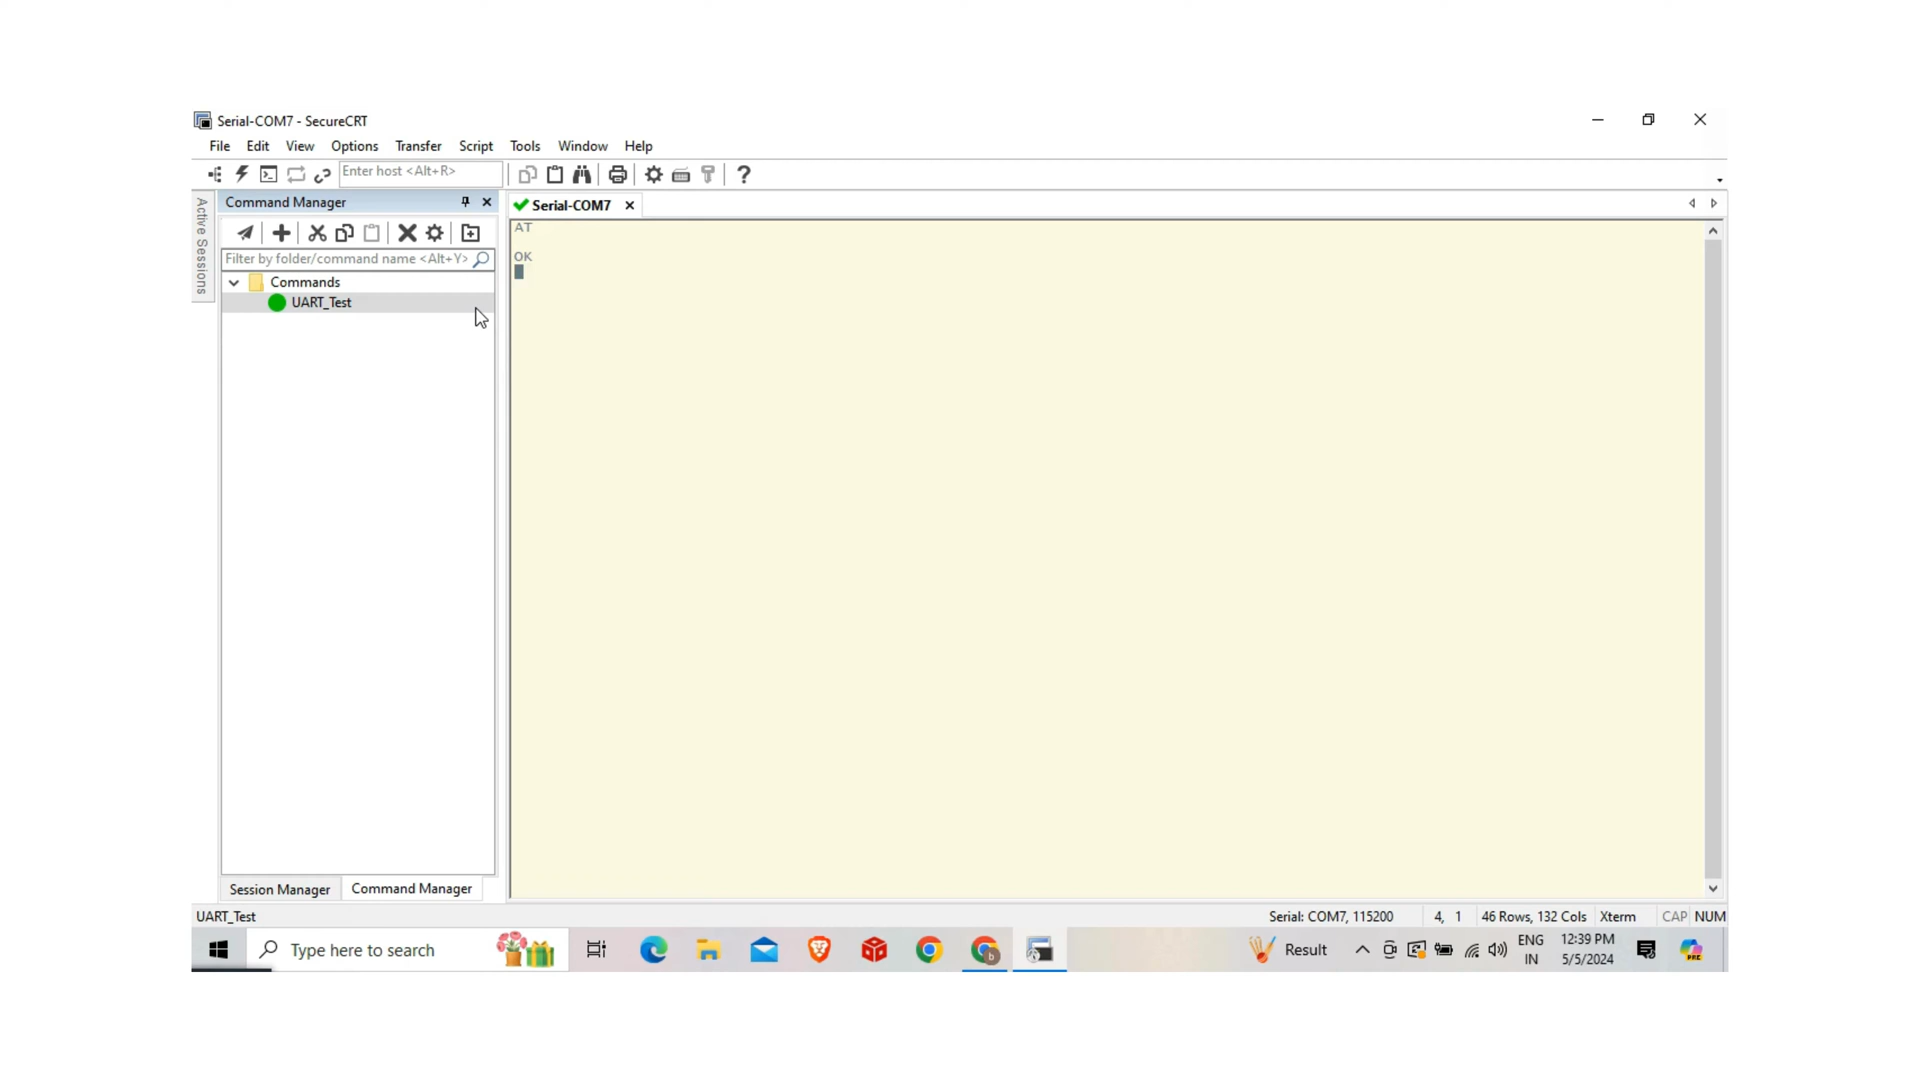 Serial-COM7 - SecureCRT
File Edit View Options Transfer Script Tools Window Help
Enter host <Alt+R>
Active Sessions
Command Manager
Serial-COM7
Filter by folder/command name <Alt+Y>
Commands
UART_Test
AT
OK
Session Manager Command Manager
UART_Test Serial: COM7, 115200 4, 1 46 Rows, 132 Cols Xterm CAP NUM
Type here to search
Result
ENG
IN
12:39 PM
5/5/2024
b
PRE